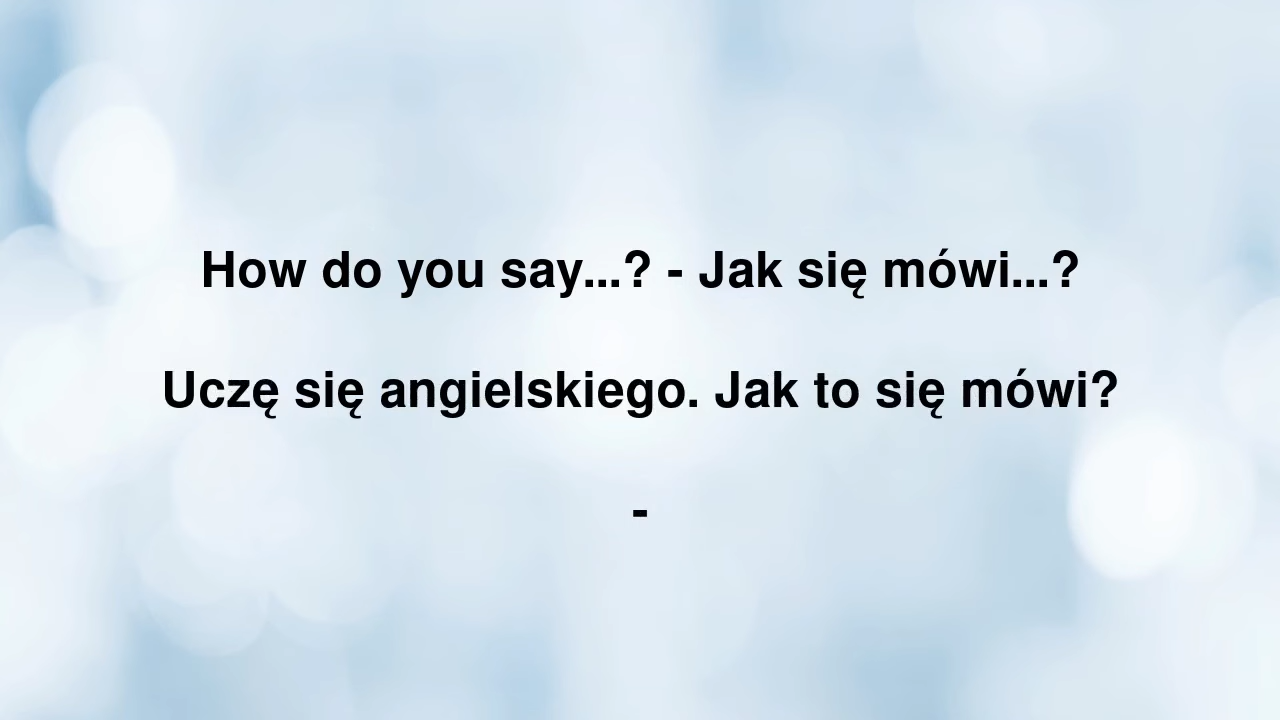 How do you say...? - Jak się mówi...?
Uczę się angielskiego. Jak to się mówi?
-